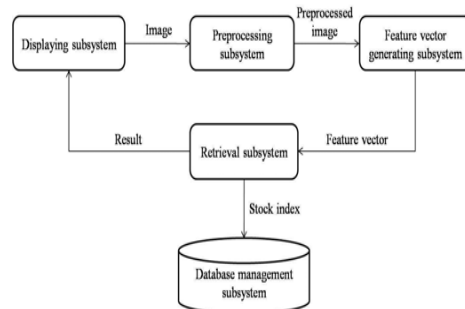 Displaying subsystem
Image
Preprocessing
subsystem
Preprocessed
image
Feature vector
generating subsystem
Result
Retrieval subsystem
Feature vector
Stock index
Database management
subsystem